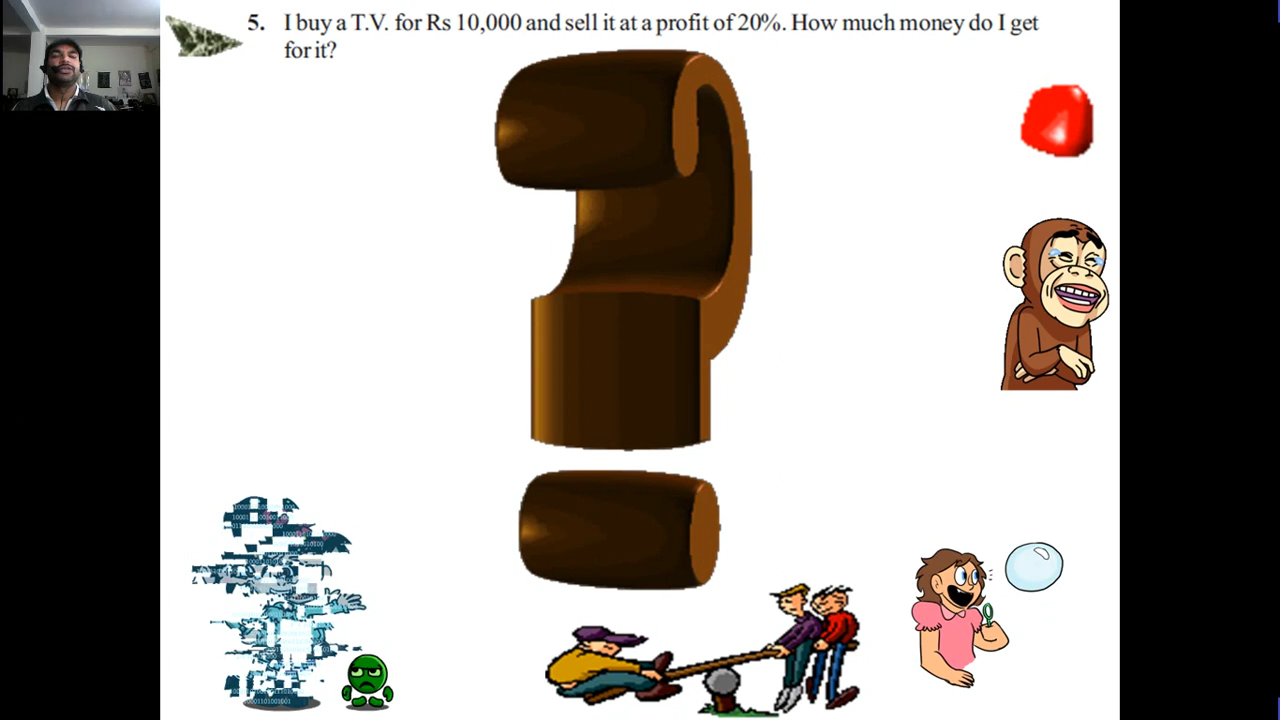 5. I buy a T.V. for Rs 10,000 and sell it at a profit of 20%. How much money do I get
for it?